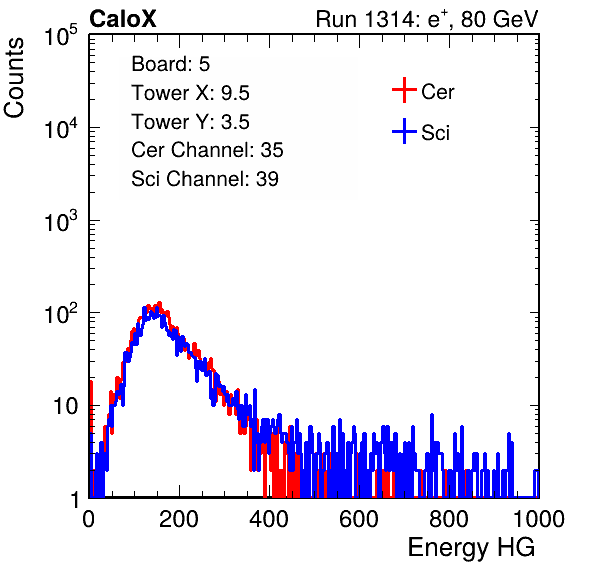 CaloX Run 1314: e⁺, 80 GeV
Counts
Board: 5
Tower X: 9.5
Tower Y: 3.5
Cer Channel: 35
Sci Channel: 39
Cer
Sci
10⁵
10⁴
10³
10²
10
1
0 200 400 600 800 1000
Energy HG